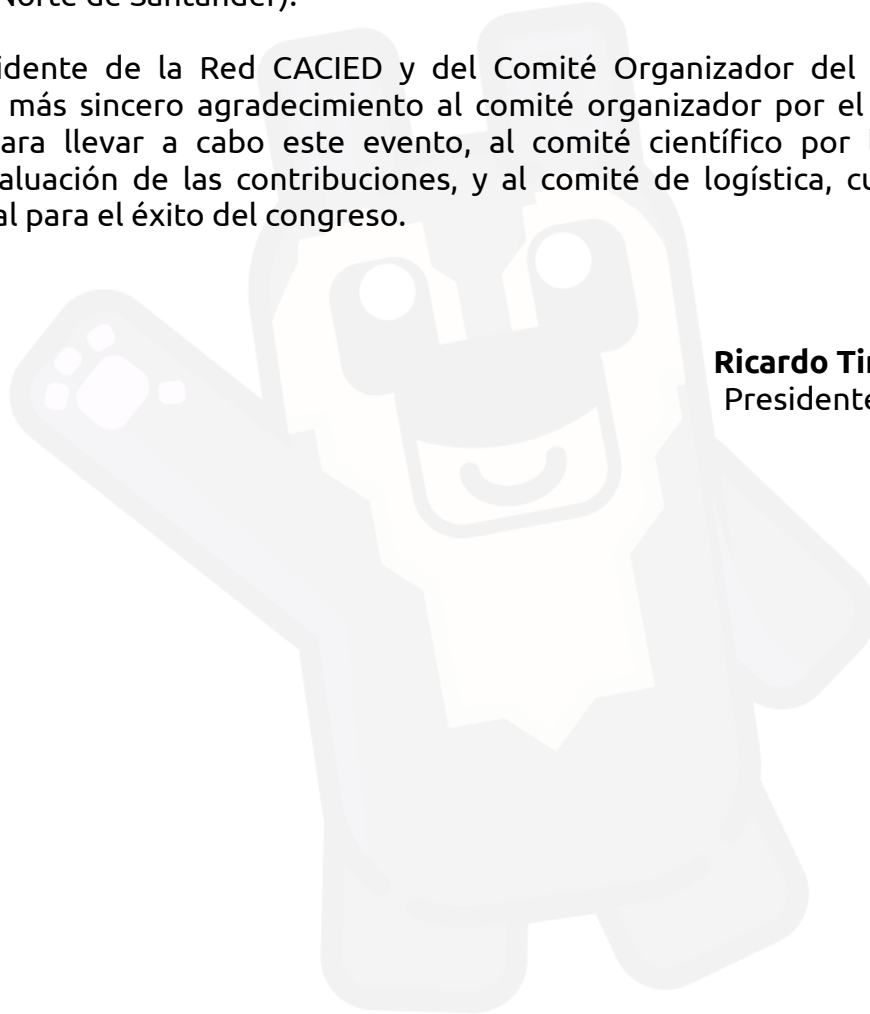 Norte de Santander).
idente de la Red CACIED y del Comité Organizador del
más sincero agradecimiento al comité organizador por el
ara llevar a cabo este evento, al comité científico por
aluación de las contribuciones, y al comité de logística, cu
al para el éxito del congreso.
Ricardo Tir
Presidente